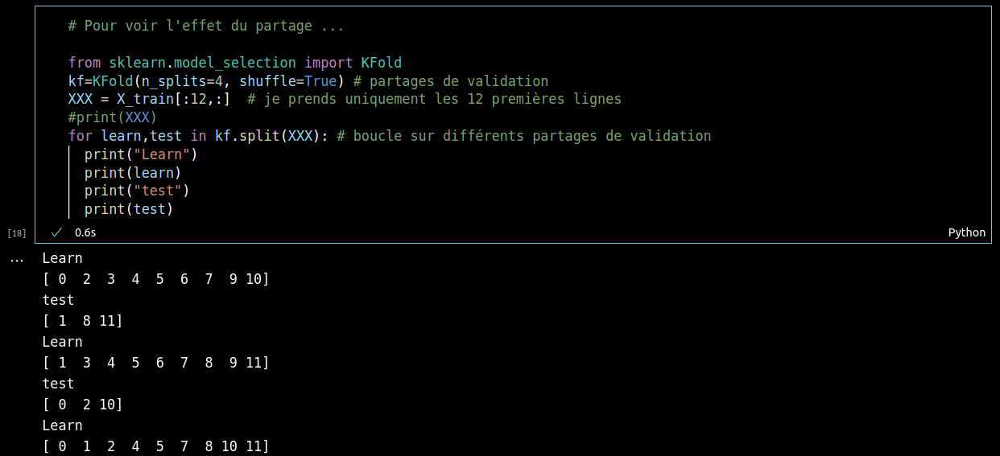 # Pour voir l'effet du partage ...
from sklearn.model_selection import KFold
kf=KFold(n_splits=4, shuffle=True) # partages de validation
XXX = X_train[:12,:]  # je prends uniquement les 12 premières lignes
#print(XXX)
for learn,test in kf.split(XXX): # boucle sur différents partages de validation
  print("Learn")
  print(learn)
  print("test")
  print(test)
[18] ✓ 0.6s Python
... Learn
[ 0  2  3  4  5  6  7  9 10]
test
[ 1  8 11]
Learn
[ 1  3  4  5  6  7  8  9 11]
test
[ 0  2 10]
Learn
[ 0  1  2  4  5  7  8 10 11]